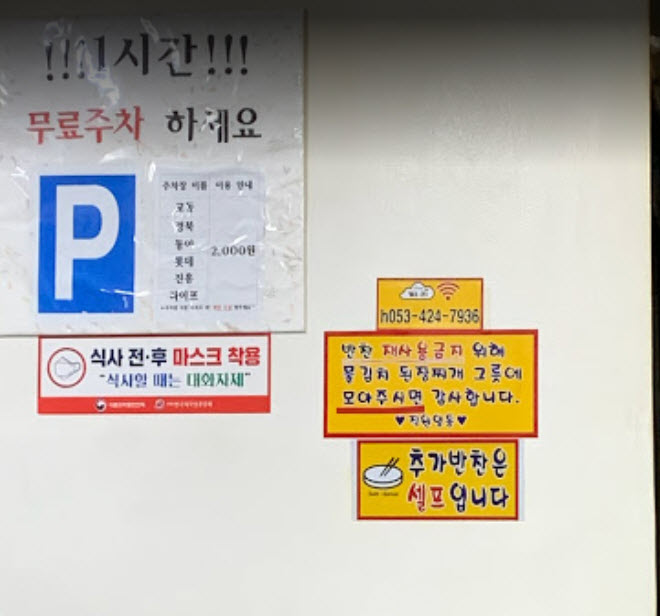 !!!1시간!!!
무료주차 하세요
P
주차장 이름 이용 안내
교동
경북
동아
롯데
진흥
라이프
2,000원
식사 전·후 마스크 착용
"식사할 때는 대화자제"
h053-424-7936
반찬 재사용금지 위해
물김치 된장찌개 그릇에
모아주시면 감사합니다.
♥직원일동♥
추가반찬은
셀프입니다